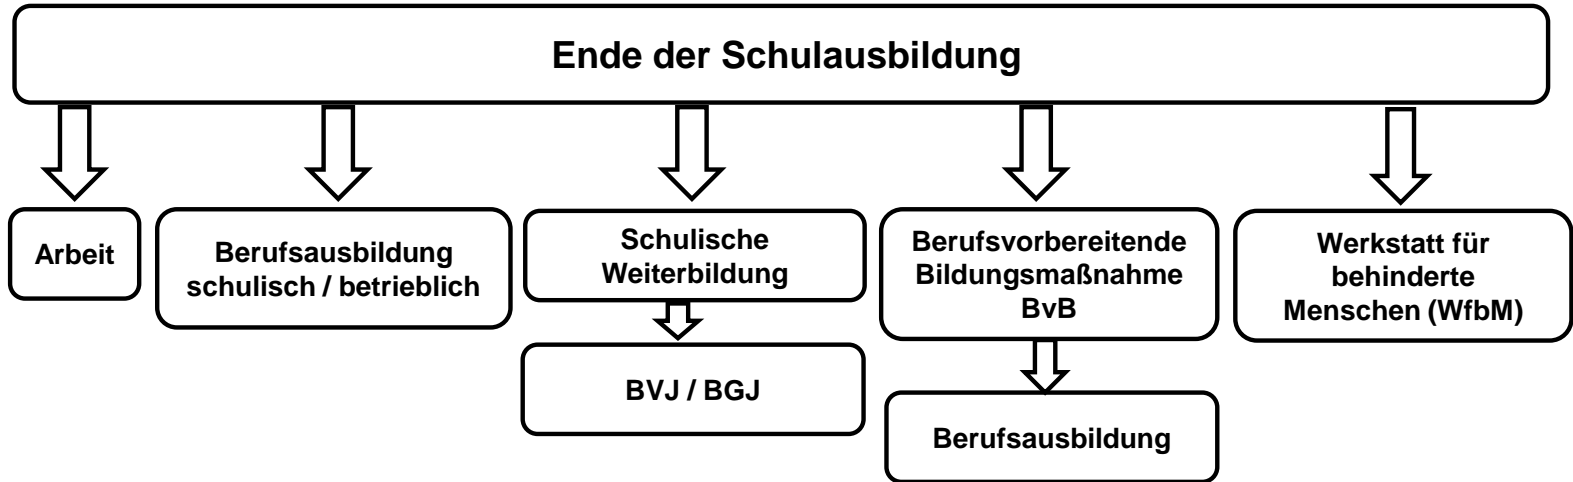 Ende der Schulausbildung
Arbeit
Berufsausbildung
schulisch / betrieblich
Schulische
Weiterbildung
Berufsvorbereitende
Bildungsmaßnahme
BvB
Werkstatt für
behinderte
Menschen (WfbM)
BVJ / BGJ
Berufsausbildung